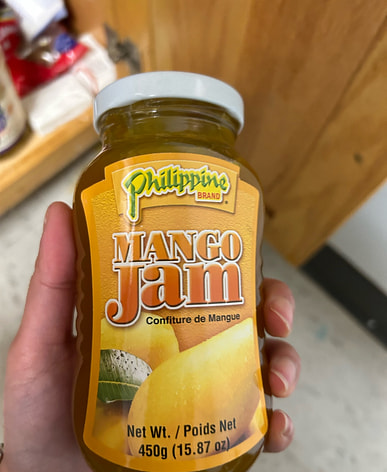 Philippine
BRAND
MANGO
Jam
Confiture de Mangue
Net Wt. / Poids Net
450g (15.87 oz)